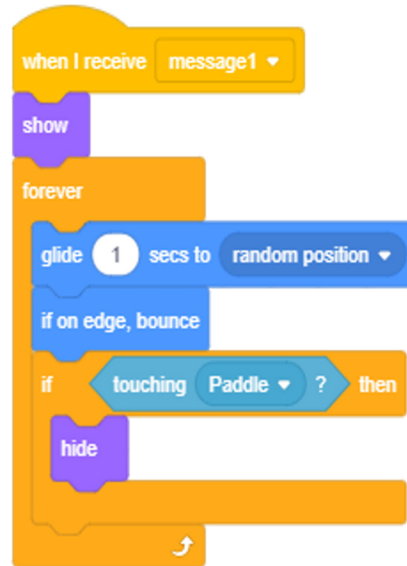 when I receive message1
show
forever
glide 1 secs to random position
if on edge, bounce
if touching Paddle ? then
hide